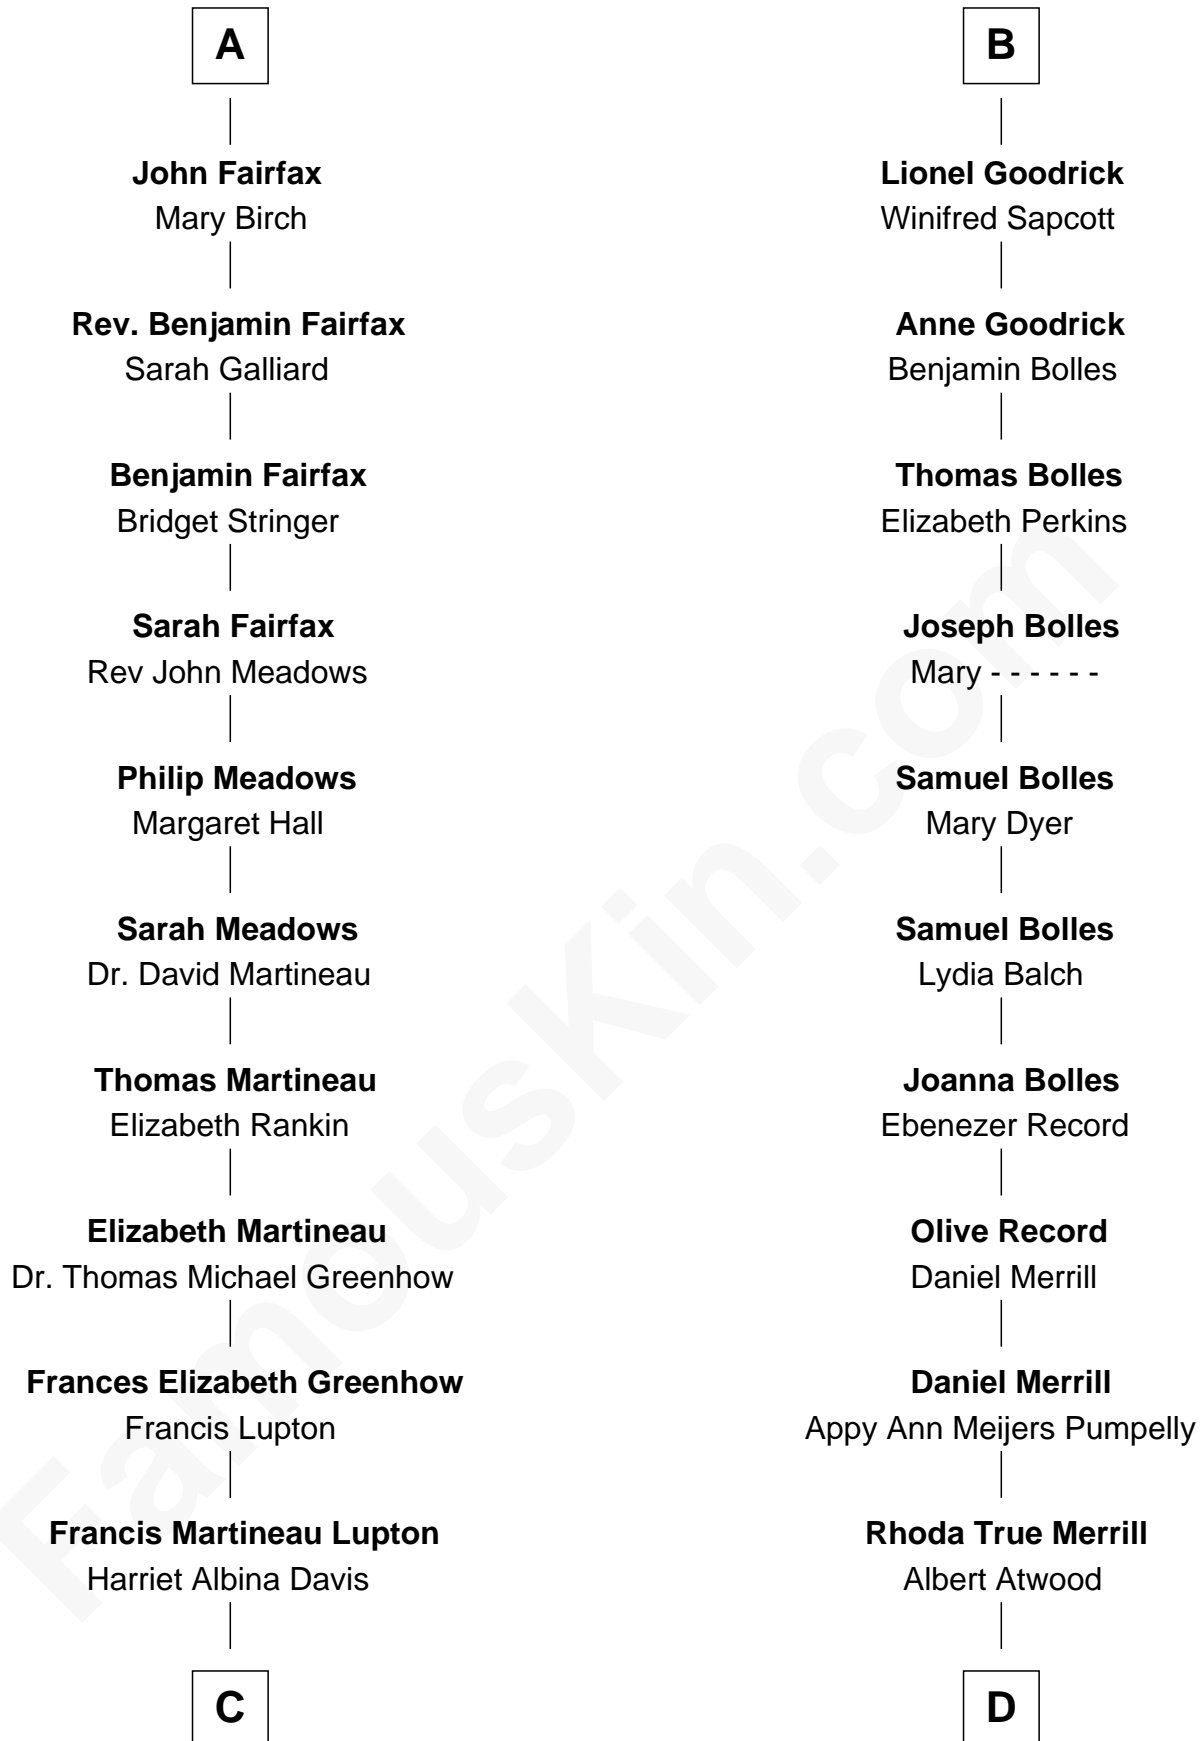 A
John Fairfax
Mary Birch
Rev. Benjamin Fairfax
Sarah Galliard
Benjamin Fairfax
Bridget Stringer
Sarah Fairfax
Rev John Meadows
Philip Meadows
Margaret Hall
Sarah Meadows
Dr. David Martineau
Thomas Martineau
Elizabeth Rankin
Elizabeth Martineau
Dr. Thomas Michael Greenhow
Frances Elizabeth Greenhow
Francis Lupton
Francis Martineau Lupton
Harriet Albina Davis
C
B
Lionel Goodrick
Winifred Sapcott
Anne Goodrick
Benjamin Bolles
Thomas Bolles
Elizabeth Perkins
Joseph Bolles
Mary - - - - - -
Samuel Bolles
Mary Dyer
Samuel Bolles
Lydia Balch
Joanna Bolles
Ebenezer Record
Olive Record
Daniel Merrill
Daniel Merrill
Appy Ann Meijers Pumpelly
Rhoda True Merrill
Albert Atwood
D
FamousKin.com